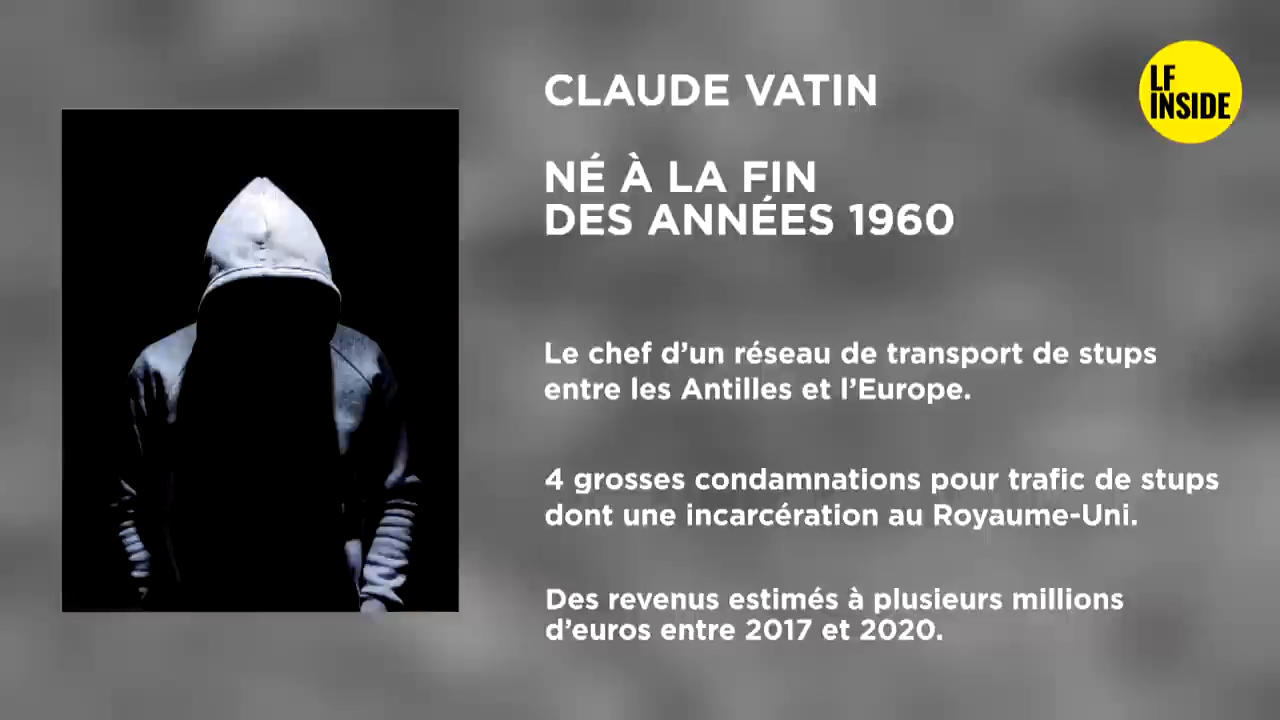 CLAUDE VATIN
LF
INSIDE
NÉ À LA FIN
DES ANNÉES 1960
Le chef d'un réseau de transport de stups
entre les Antilles et l'Europe.
4 grosses condamnations pour trafic de stups
dont une incarcération au Royaume-Uni.
Des revenus estimés à plusieurs millions
d'euros entre 2017 et 2020.